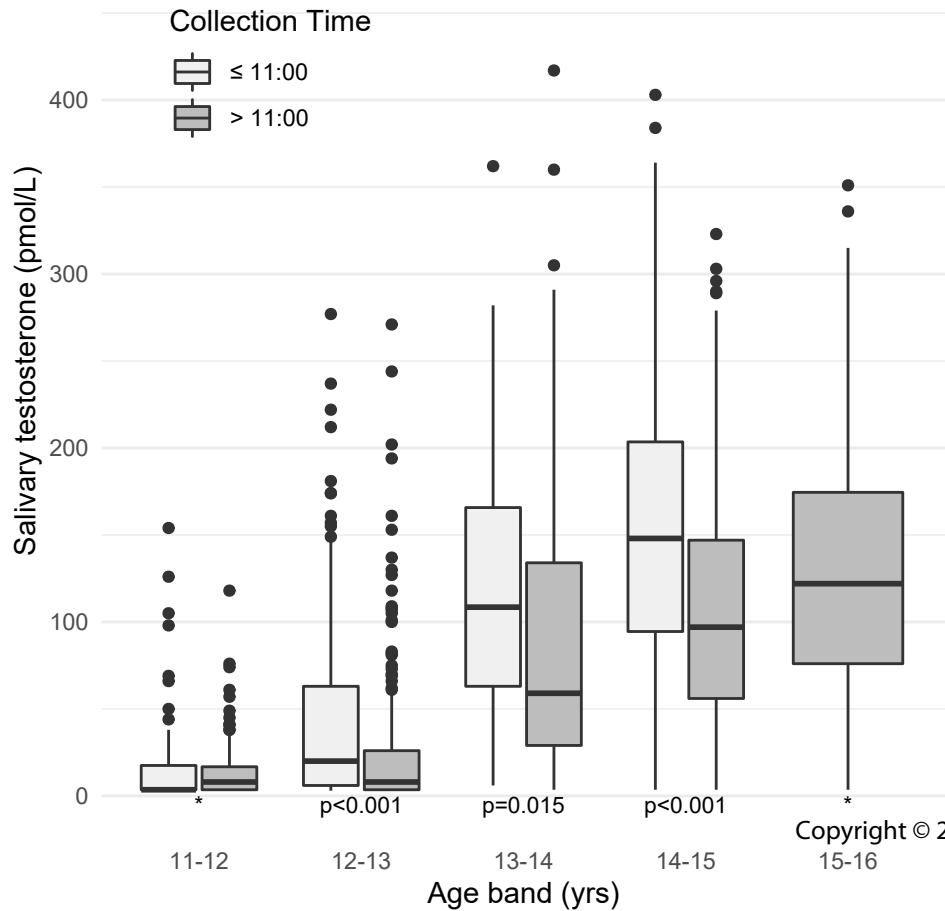 Collection Time
≤ 11:00
> 11:00
Salivary testosterone (pmol/L)
400
300
200
100
0
* p<0.001 p=0.015 p<0.001 *
Copyright © 2
11-12 12-13 13-14 14-15 15-16
Age band (yrs)